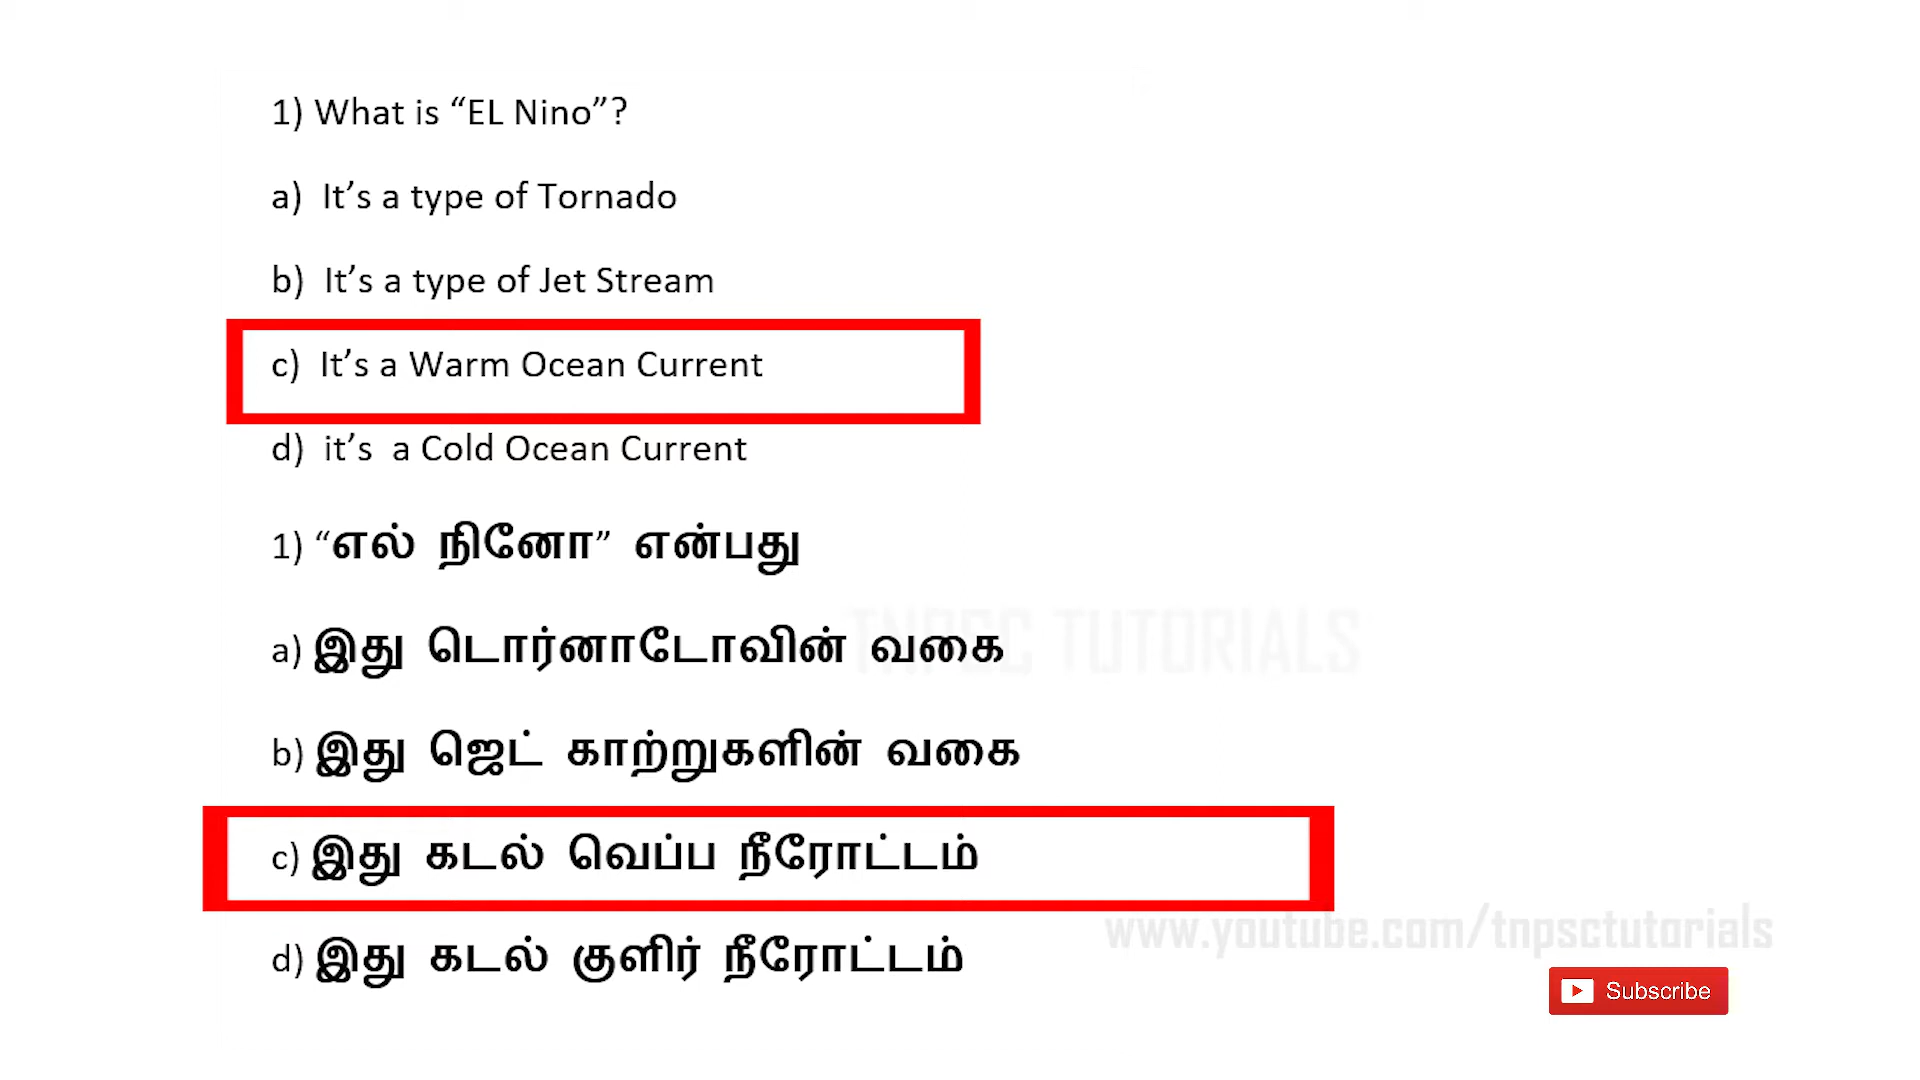 1) What is “EL Nino”?
a) It’s a type of Tornado
b) It’s a type of Jet Stream
c) It’s a Warm Ocean Current
d) it’s a Cold Ocean Current
1) “எல் நினோ” என்பது
a) இது டொர்னாடோவின் வகை
TNPSC TUTORIALS
b) இது ஜெட் காற்றுகளின் வகை
c) இது கடல் வெப்ப நீரோட்டம்
www.youtube.com/tnpsctutorials
d) இது கடல் குளிர் நீரோட்டம்
Subscribe